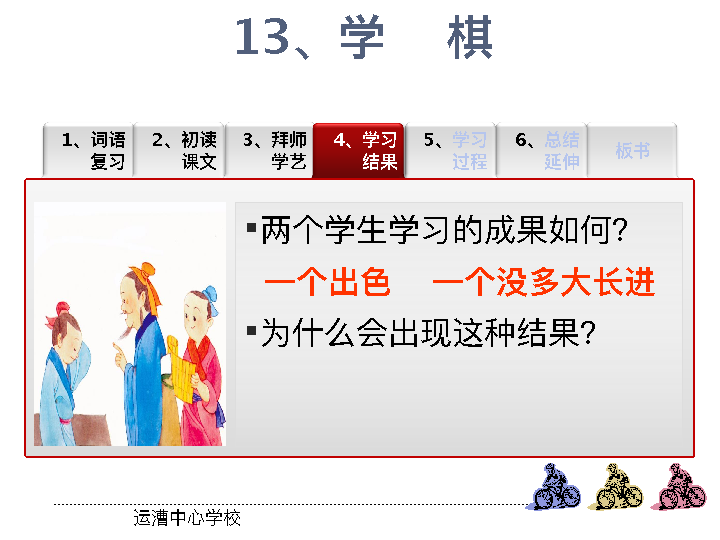 13、学 棋
1、词语
复习
2、初读
课文
3、拜师
学艺
4、学习
结果
5、学习
过程
6、总结
延伸
板书
▪两个学生学习的成果如何?
一个出色 一个没多大长进
▪为什么会出现这种结果?
运漕中心学校